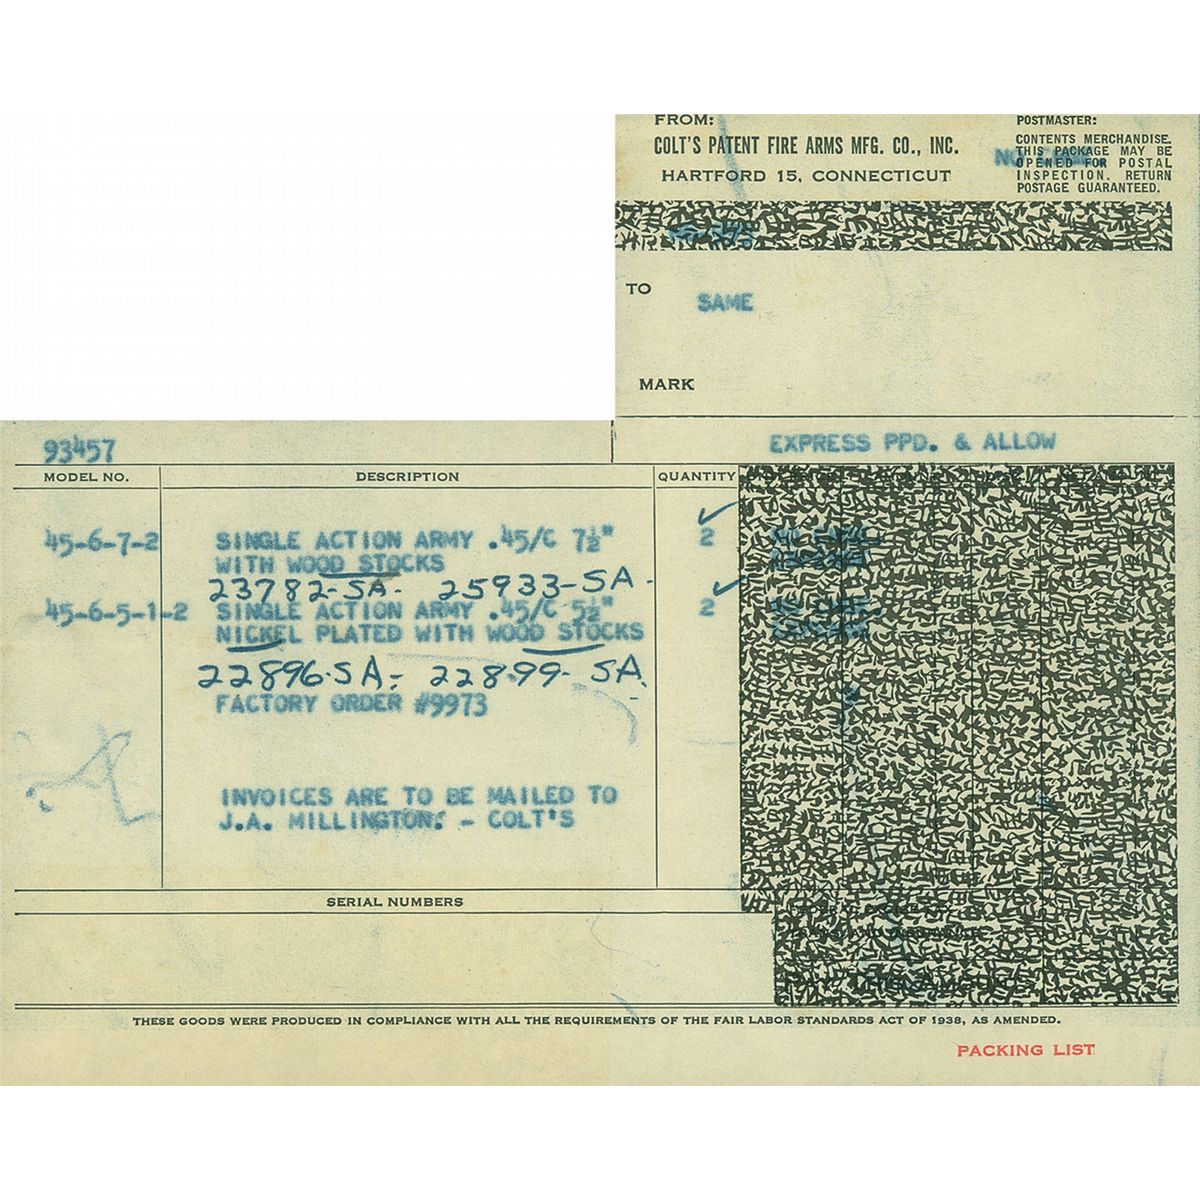 FROM:
COLT'S PATENT FIRE ARMS MFG. CO., INC.
HARTFORD 15, CONNECTICUT
POSTMASTER:
CONTENTS MERCHANDISE.
THIS PACKAGE MAY BE
OPENED FOR POSTAL
INSPECTION. RETURN
POSTAGE GUARANTEED.
TO SAME
MARK
93457 EXPRESS PPD. & ALLOW
MODEL NO. DESCRIPTION QUANTITY
45-6-7-2 SINGLE ACTION ARMY .45/C 7½" 2
WITH WOOD STOCKS
23782-SA- 25933-SA-
45-6-5-1-2 SINGLE ACTION ARMY .45/C 5½" 2
NICKEL PLATED WITH WOOD STOCKS
22896-SA- 22899- SA.
FACTORY ORDER #9973
INVOICES ARE TO BE MAILED TO
J.A. MILLINGTON. - COLT'S
SERIAL NUMBERS
THESE GOODS WERE PRODUCED IN COMPLIANCE WITH ALL THE REQUIREMENTS OF THE FAIR LABOR STANDARDS ACT OF 1938, AS AMENDED.
PACKING LIST